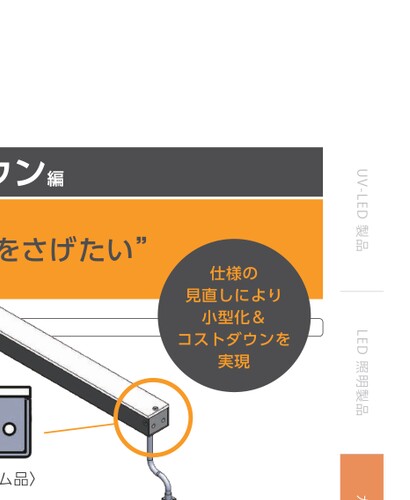 ウン編
をさげたい”
仕様の
見直しにより
小型化＆
コストダウンを
実現
ム品〉
UV-LED 製品
LED 照明製品
カ